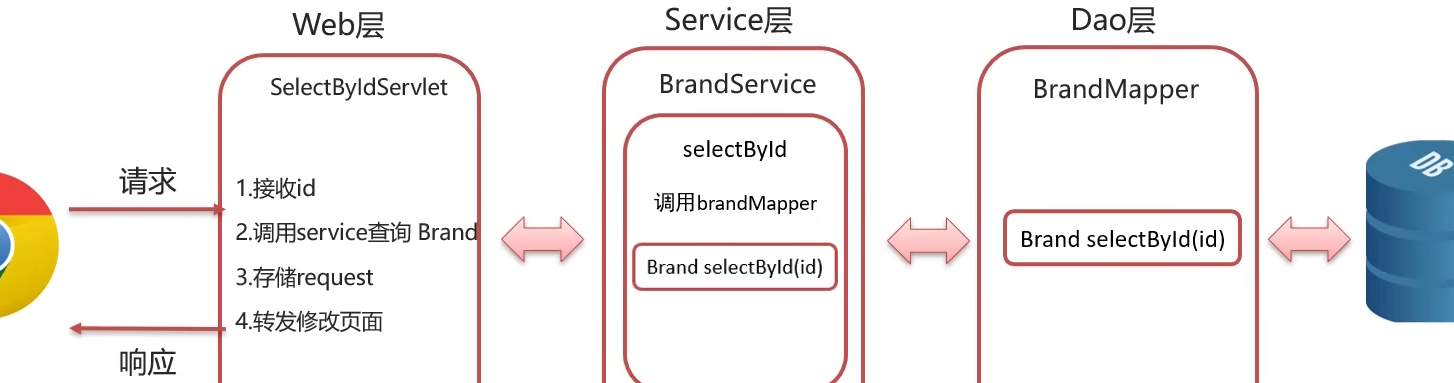 Web层
Service层
Dao层
SelectByIdServlet
BrandService
BrandMapper
selectById
请求
1.接收id
调用brandMapper
2.调用service查询 Brand
Brand selectById(id)
Brand selectById(id)
3.存储request
4.转发修改页面
响应
DB